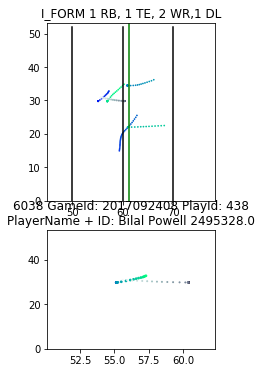 I_FORM 1 RB, 1 TE, 2 WR,1 DL
50
40
30
20
10
0
50 60 70
6038 GameId: 2017092408 PlayId: 438
PlayerName + ID: Bilal Powell 2495328.0
40
20
0
52.5 55.0 57.5 60.0